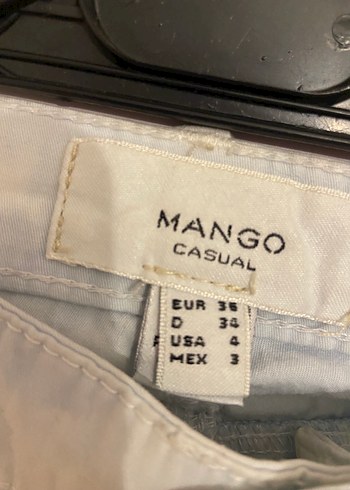 MANGO
CASUAL
EUR 36
D 34
USA 4
MEX 3